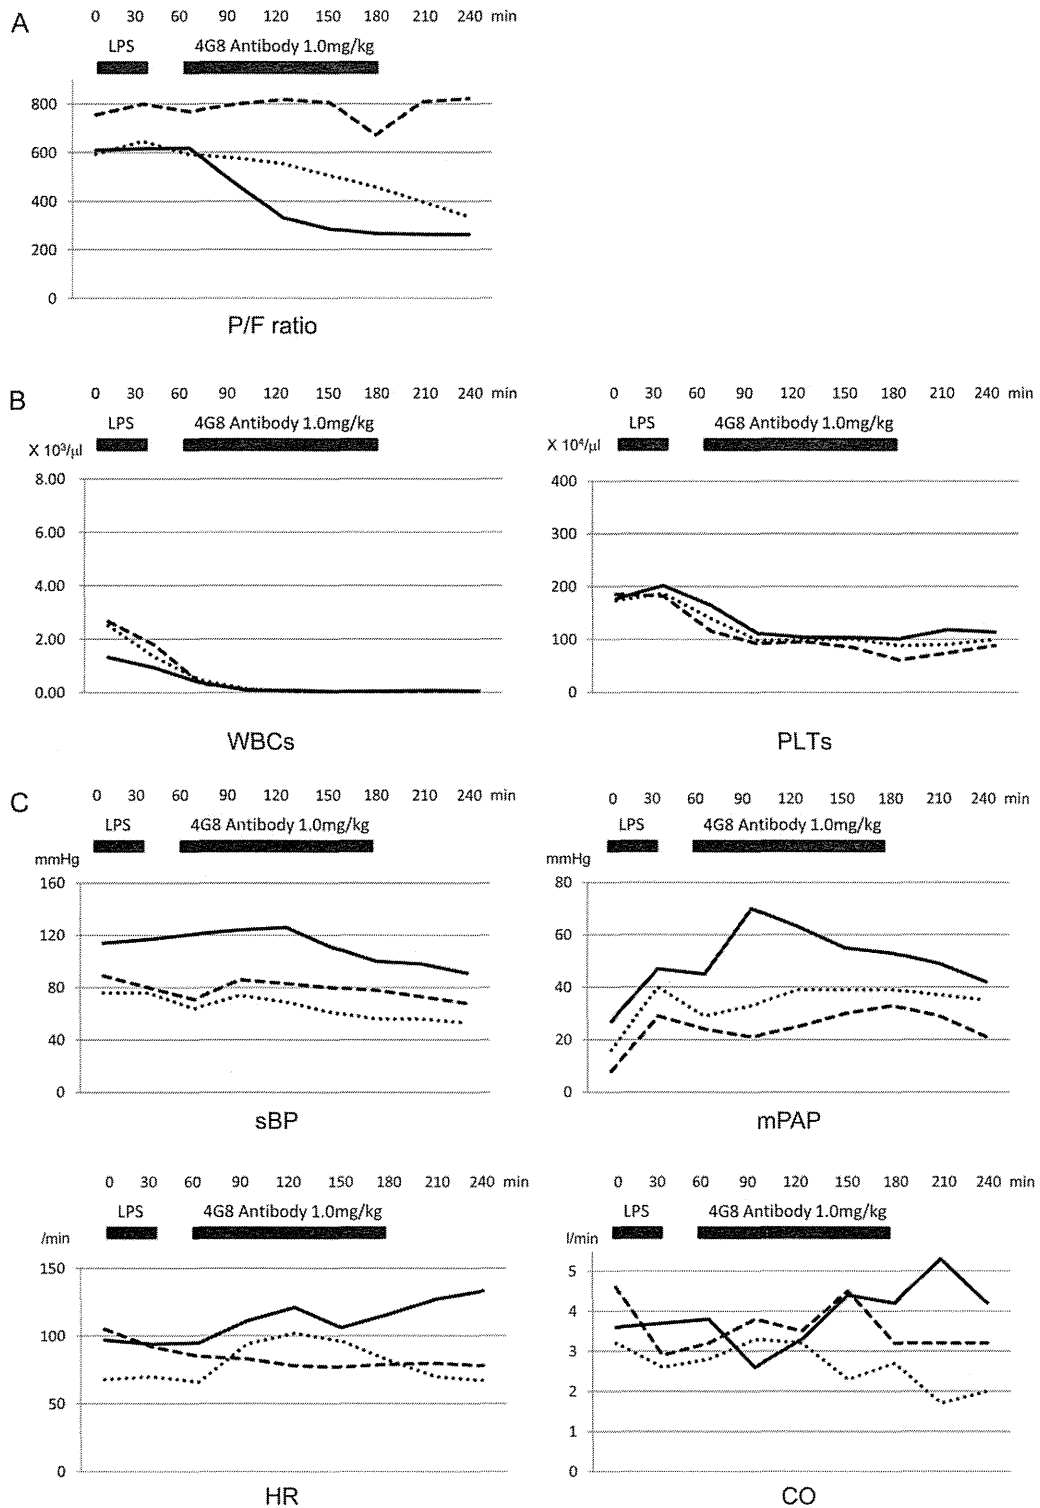 A
0 30 60 90 120 150 180 210 240 min
LPS 4G8 Antibody 1.0mg/kg
800
600
400
200
0
P/F ratio
B
0 30 60 90 120 150 180 210 240 min
LPS 4G8 Antibody 1.0mg/kg
X 10³/μl
8.00
6.00
4.00
2.00
0.00
WBCs
0 30 60 90 120 150 180 210 240 min
LPS 4G8 Antibody 1.0mg/kg
X 10⁴/μl
400
300
200
100
0
PLTs
C
0 30 60 90 120 150 180 210 240 min
LPS 4G8 Antibody 1.0mg/kg
mmHg
160
120
80
40
0
sBP
0 30 60 90 120 150 180 210 240 min
LPS 4G8 Antibody 1.0mg/kg
mmHg
80
60
40
20
0
mPAP
0 30 60 90 120 150 180 210 240 min
LPS 4G8 Antibody 1.0mg/kg
/min
150
100
50
0
HR
0 30 60 90 120 150 180 210 240 min
LPS 4G8 Antibody 1.0mg/kg
l/min
5
4
3
2
1
0
CO